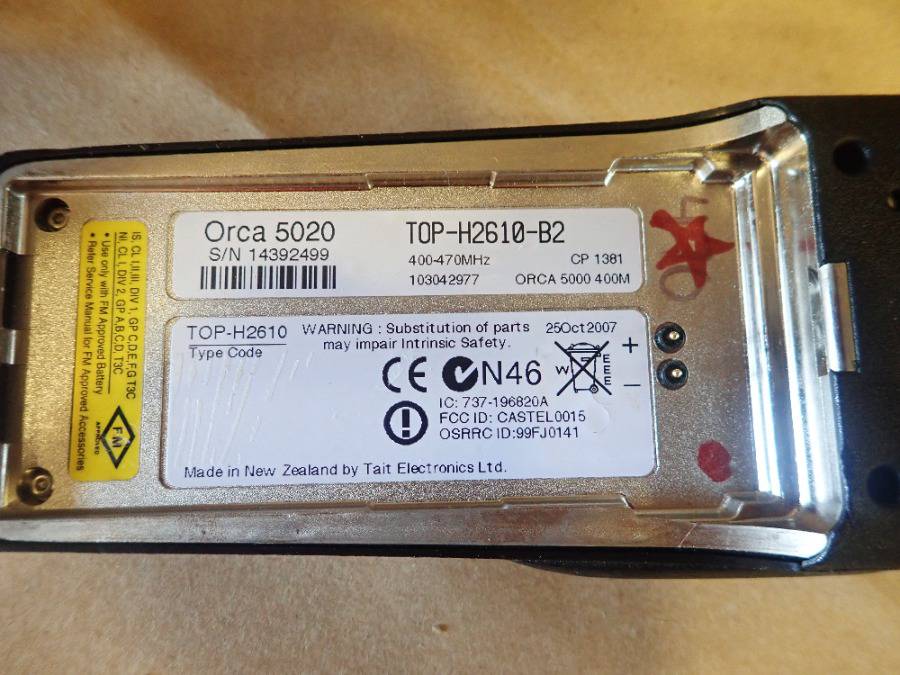 Orca 5020
TOP-H2610-B2
S/N 14392499
400-470MHz
CP 1381
103042977
ORCA 5000 400M
TOP-H2610
Type Code
WARNING : Substitution of parts
may impair Intrinsic Safety.
25Oct2007
CE
N46
WEEE
+
–
IC: 737-196820A
FCC ID: CASTEL0015
OSRRC ID:99FJ0141
Made in New Zealand by Tait Electronics Ltd.
IS, CL I,II,III, DIV 1, GP C,D,E,F,G T3C
NI, CL I, DIV 2, GP A,B,C,D, T3C
• Use only with FM Approved Battery
• Refer Service Manual for FM Approved Accessories
FM
APPROVED